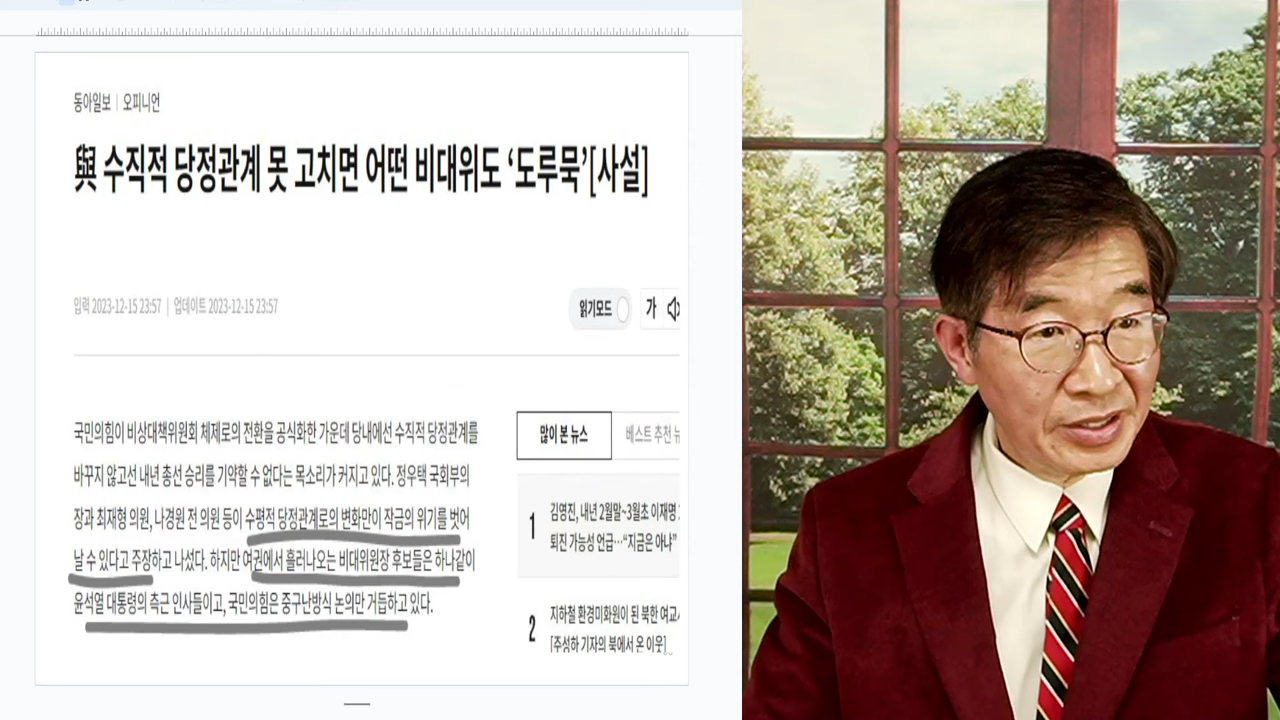 동아일보 | 오피니언
與 수직적 당정관계 못 고치면 어떤 비대위도 ‘도루묵’[사설]
입력 2023-12-15 23:57 | 업데이트 2023-12-15 23:57
읽기모드
가
국민의힘이 비상대책위원회 체제로의 전환을 공식화한 가운데 당내에선 수직적 당정관계를
바꾸지 않고선 내년 총선 승리를 기약할 수 없다는 목소리가 커지고 있다. 정우택 국회부의
장과 최재형 의원, 나경원 전 의원 등이 수평적 당정관계로의 변화만이 작금의 위기를 벗어
날 수 있다고 주장하고 나섰다. 하지만 여권에서 흘러나오는 비대위원장 후보들은 하나같이
윤석열 대통령의 측근 인사들이고, 국민의힘은 중구난방식 논의만 거듭하고 있다.
많이 본 뉴스
베스트 추천
1
김영진, 내년 2월말~3월초 이재명
퇴진 가능성 언급…“지금은 아냐”
2
지하철 환경미화원이 된 북한 여교
[주성하 기자의 북에서 온 이웃]